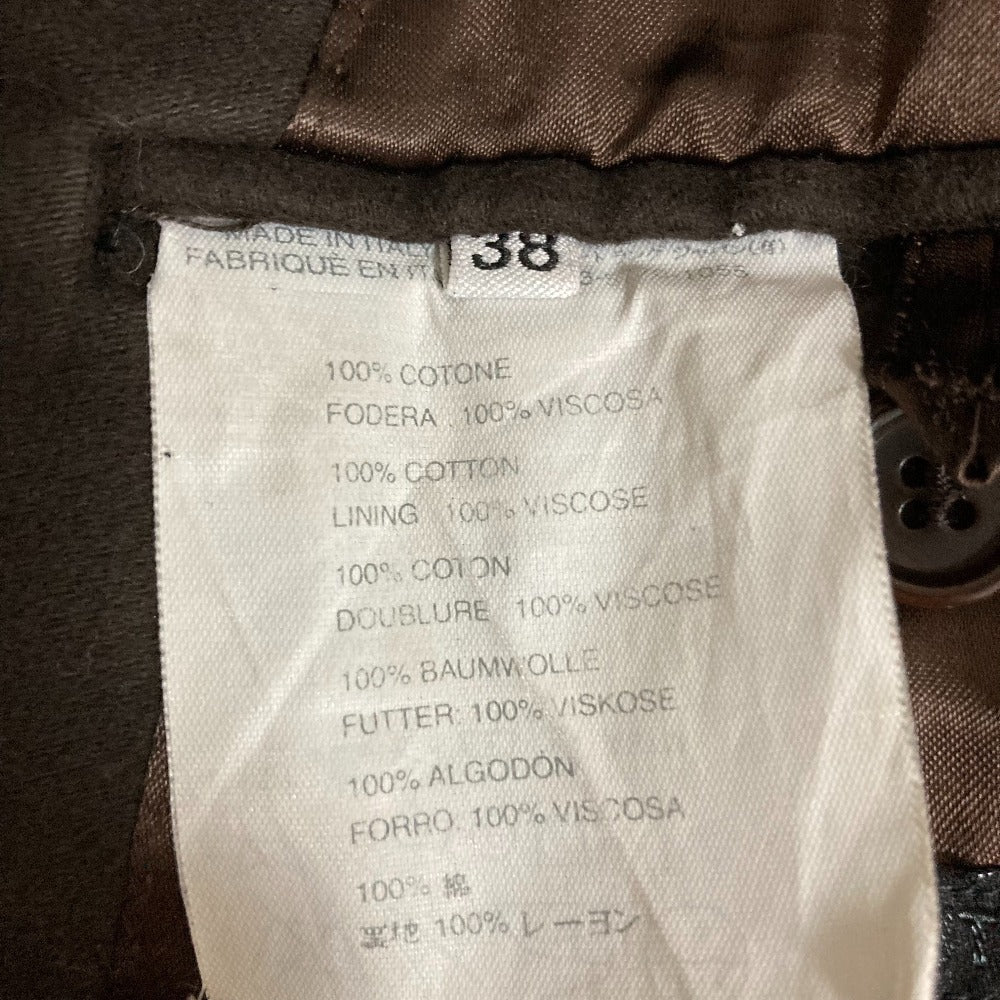 MADE IN ITAL
FABRIQUÉ EN IT
38
100% COTONE
FODERA 100% VISCOSA
100% COTTON
LINING 100% VISCOSE
100% COTON
DOUBLURE 100% VISCOSE
100% BAUMWOLLE
FUTTER: 100% VISKOSE
100% ALGODÓN
FORRO 100% VISCOSA
100% 綿
裏地 100% レーヨン